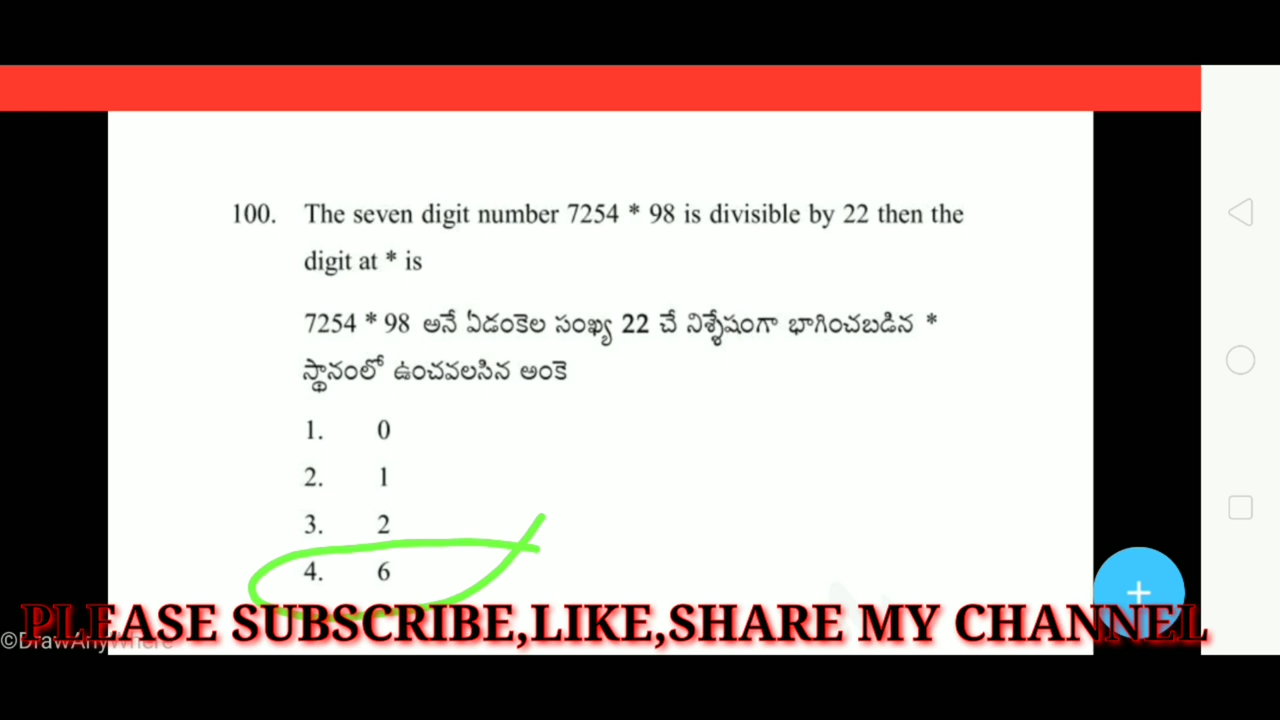 100. The seven digit number 7254 * 98 is divisible by 22 then the
digit at * is
7254 * 98 అనే ఏడంకెల సంఖ్య 22 చే నిశ్శేషంగా భాగించబడిన *
స్థానంలో ఉంచవలసిన అంకె
1. 0
2. 1
3. 2
4. 6
PLEASE SUBSCRIBE,LIKE,SHARE MY CHANNEL
©DrawAnywhere